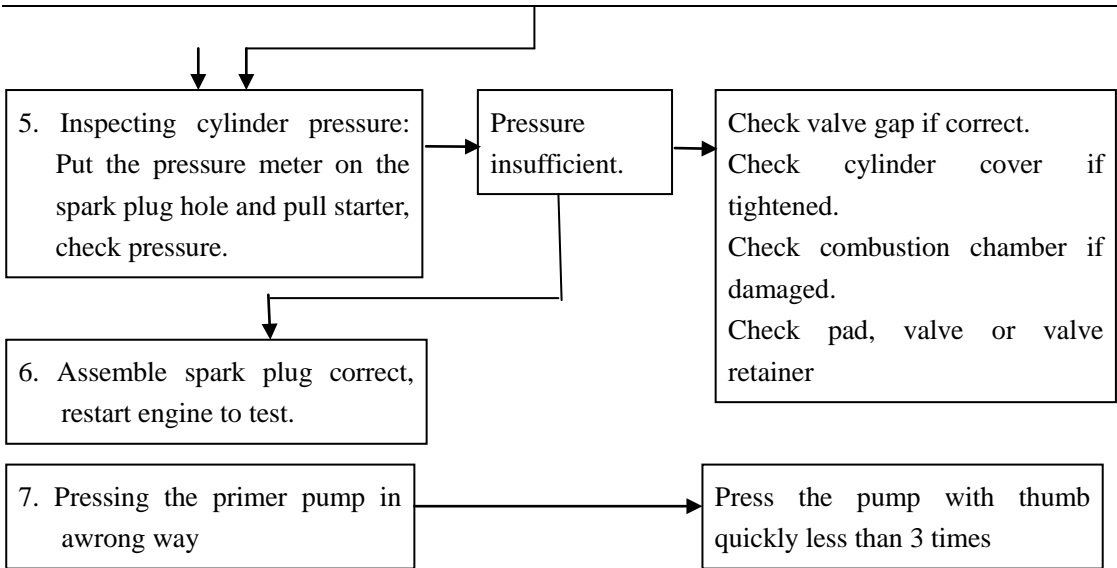 5. Inspecting cylinder pressure:
Put the pressure meter on the
spark plug hole and pull starter,
check pressure.
Pressure
insufficient.
Check valve gap if correct.
Check cylinder cover if
tightened.
Check combustion chamber if
damaged.
Check pad, valve or valve
retainer
6. Assemble spark plug correct,
restart engine to test.
7. Pressing the primer pump in
awrong way
Press the pump with thumb
quickly less than 3 times